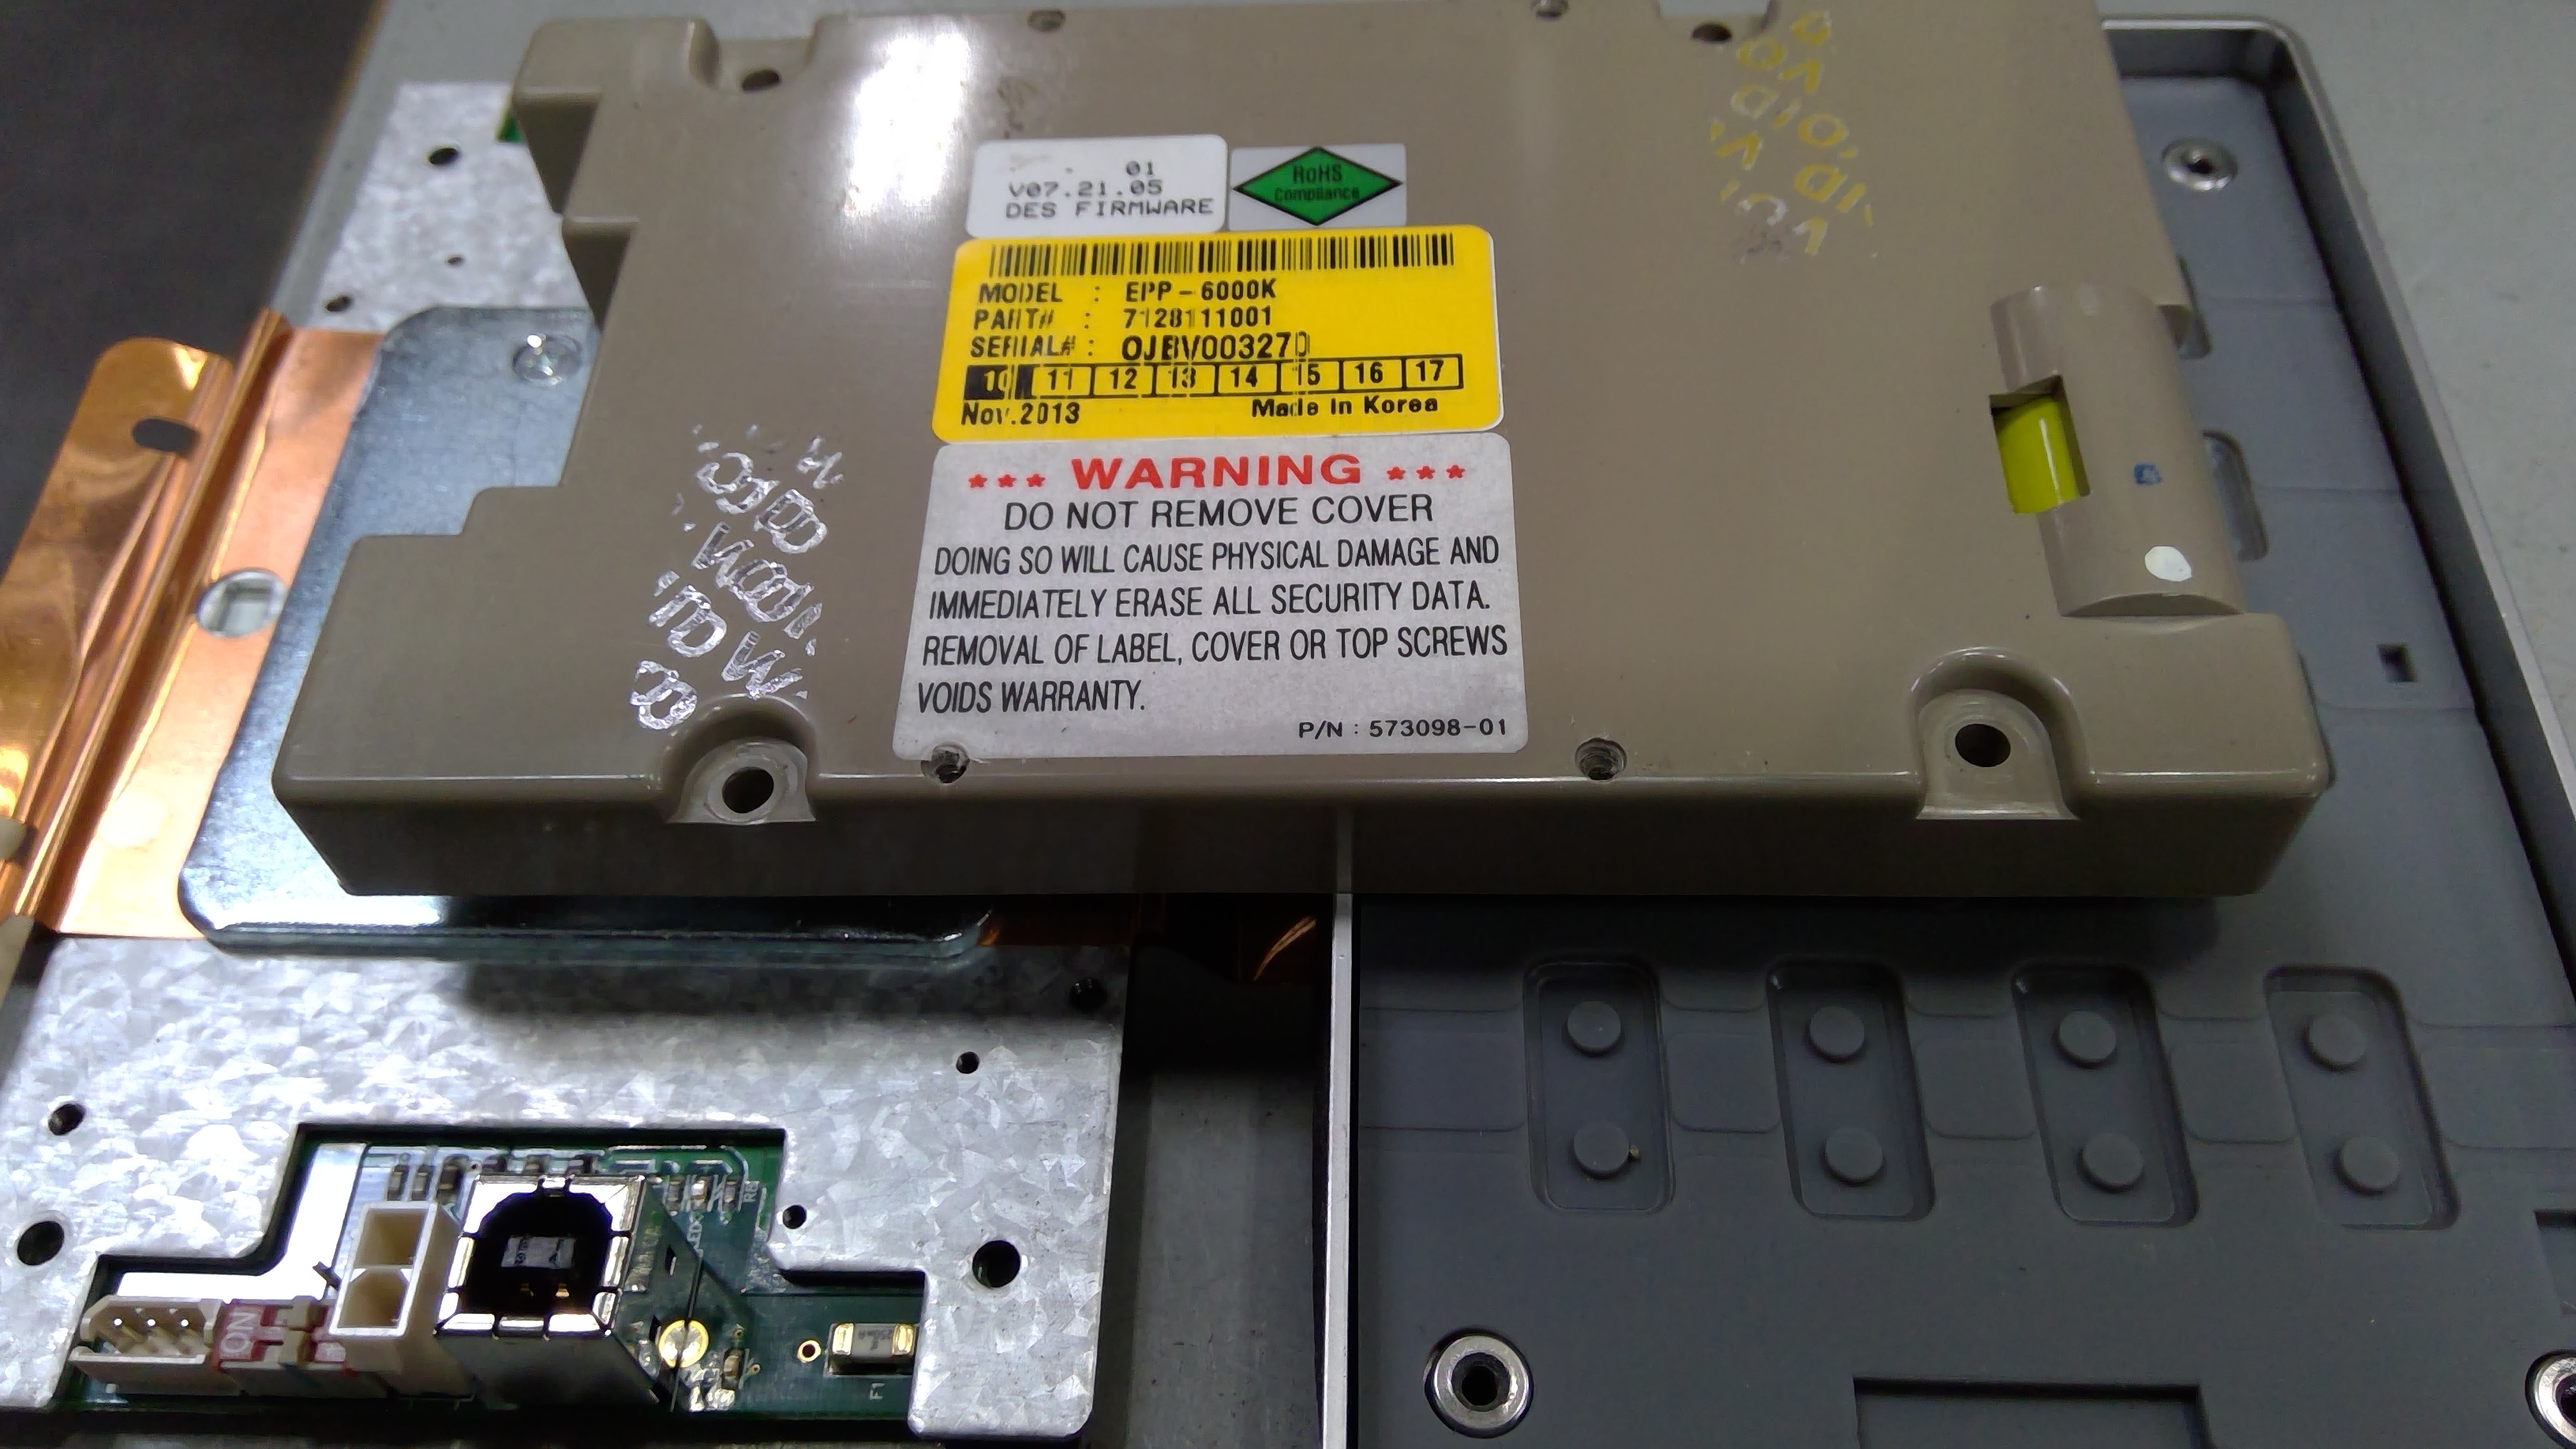 01
V07.21.05
DES FIRMWARE
RoHS
Compliance
MODEL : EPP-6000K
PART# : 7128111001
SERIAL# : OJBV00327
10 11 12 13 14 15 16 17
Nov.2013 Made In Korea
*** WARNING ***
DO NOT REMOVE COVER
DOING SO WILL CAUSE PHYSICAL DAMAGE AND
IMMEDIATELY ERASE ALL SECURITY DATA.
REMOVAL OF LABEL, COVER OR TOP SCREWS
VOIDS WARRANTY.
P/N : 573098-01
ON
F1